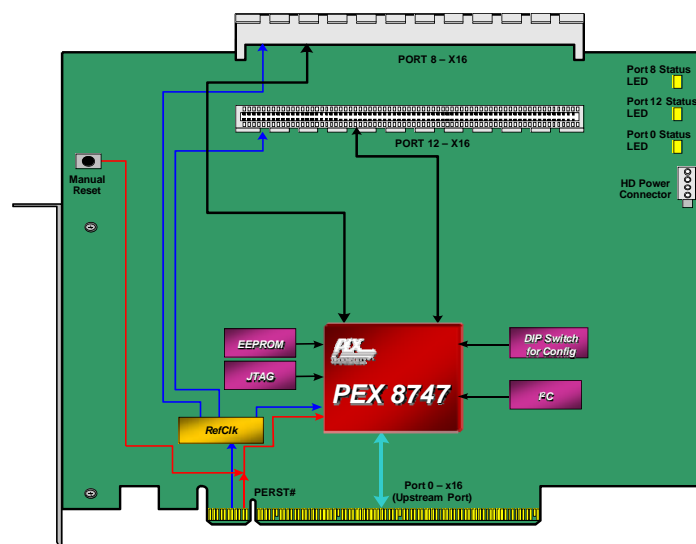 PORT 8 – X16
Port 8 Status
LED
Port 12 Status
LED
Port 0 Status
LED
PORT 12 – X16
Manual
Reset
HD Power
Connector
EEPROM
JTAG
PLX
PEX 8747
DIP Switch
for Config
I²C
RefClk
PERST#
Port 0 – x16
(Upstream Port)